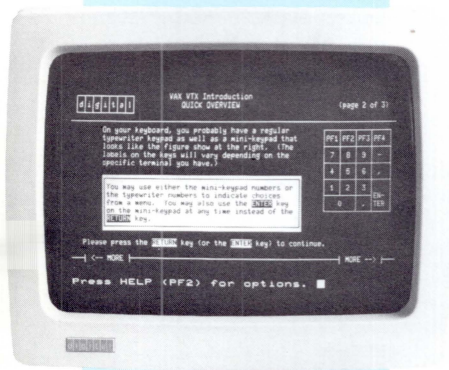 digital
VAX VTX Introduction
QUICK OVERVIEW
(page 2 of 3)
On your keyboard, you probably have a regular
typewriter keypad as well as a mini-keypad that
looks like the figure show at the right. (The
labels on the keys will vary depending on the
specific terminal you have.)
PF1 PF2 PF3 PF4
7 8 9 -
4 5 6 ,
1 2 3
EN-
TER
0 .
You may use either the mini-keypad numbers or
the typewriter numbers to indicate choices
from a menu. You may also use the ENTER key
on the mini-keypad at any time instead of the
RETURN key.
Please press the RETURN key (or the ENTER key) to continue.
<-- MORE
MORE -->
Press HELP (PF2) for options.
digital